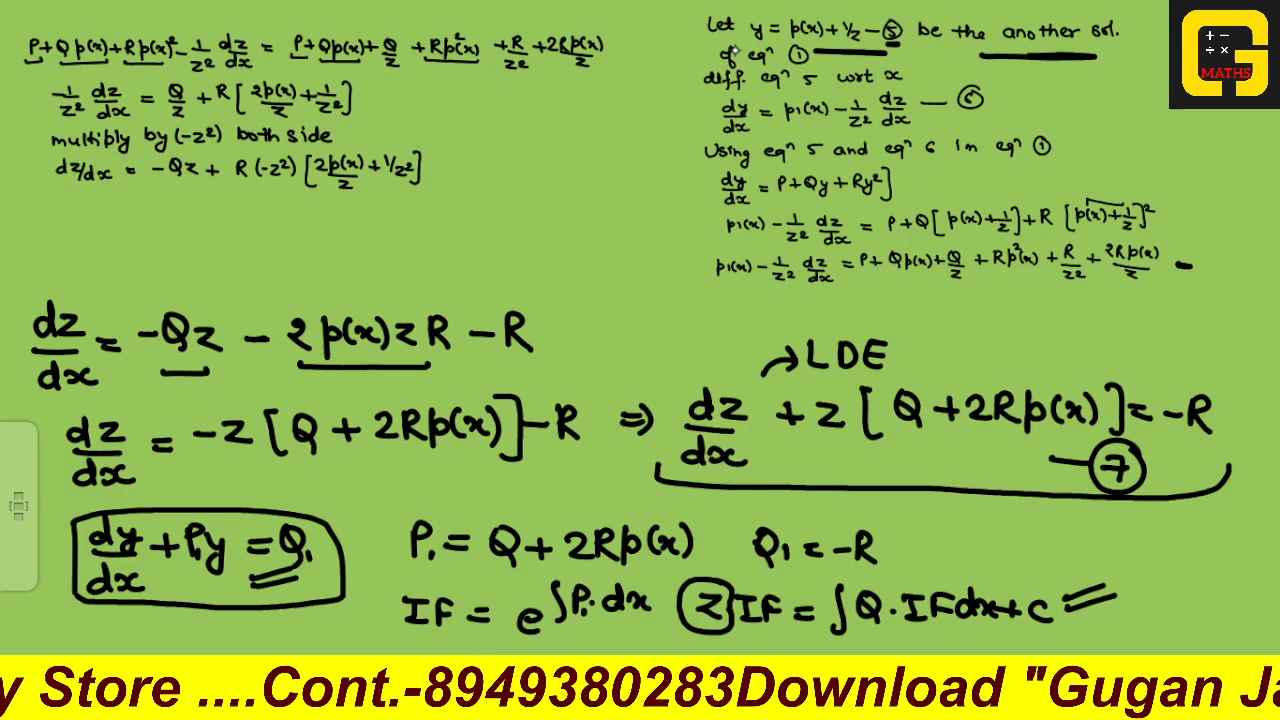 P+Qp(x)+Rp(x)²-1/z² dz/dx = P+Qp(x)+Q/z+Rp²(x)+R/z²+2Rp(x)/z
-1/z² dz/dx = Q/z + R[2p(x)/z+1/z²]
multiply by (-z²) both side
dz/dx = -Qz + R(-z²)[2p(x)/z+1/z²]
Let y = p(x)+1/z-⑤ be the another sol.
of eqⁿ ①
diff. eqⁿ 5 wrt x
dy/dx = p1(x)-1/z² dz/dx — ⑥
Using eqⁿ 5 and eqⁿ 6 in eqⁿ ①
dy/dx = P+Qy+Ry²]
p1(x)-1/z² dz/dx = P+Q[p(x)+1/z]+R[p(x)+1/z]²
p1(x)-1/z² dz/dx = P+Qp(x)+Q/z+Rp²(x)+R/z²+2Rp(x)/z
dz/dx = -Qz - 2p(x)zR - R
→LDE
dz/dx = -z[Q+2Rp(x)]-R ⇒ dz/dx + z[Q+2Rp(x)] = -R
—⑦
dy/dx + P₁y = Q₁
P₁ = Q+2Rp(x) Q₁ = -R
IF = e^∫P₁.dx z IF = ∫Q.IFdx+c
+ -
÷ ×
MATHS
y Store ....Cont.-8949380283Download "Gugan Ja